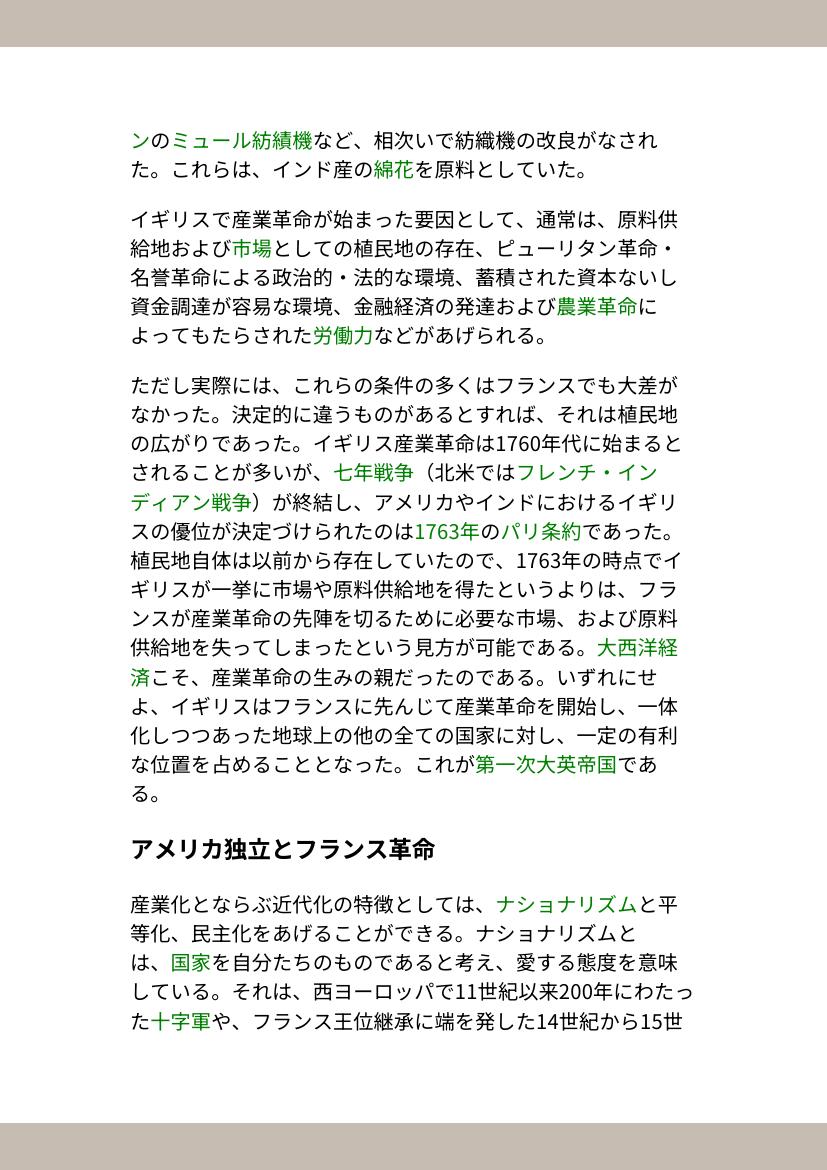 ンのミュール紡績機など、相次いで紡織機の改良がなされ
た。これらは、インド産の綿花を原料としていた。
イギリスで産業革命が始まった要因として、通常は、原料供
給地および市場としての植民地の存在、ピューリタン革命・
名誉革命による政治的・法的な環境、蓄積された資本ないし
資金調達が容易な環境、金融経済の発達および農業革命に
よってもたらされた労働力などがあげられる。
ただし実際には、これらの条件の多くはフランスでも大差が
なかった。決定的に違うものがあるとすれば、それは植民地
の広がりであった。イギリス産業革命は1760年代に始まると
されることが多いが、七年戦争（北米ではフレンチ・イン
ディアン戦争）が終結し、アメリカやインドにおけるイギリ
スの優位が決定づけられたのは1763年のパリ条約であった。
植民地自体は以前から存在していたので、1763年の時点でイ
ギリスが一挙に市場や原料供給地を得たというよりは、フラ
ンスが産業革命の先陣を切るために必要な市場、および原料
供給地を失ってしまったという見方が可能である。大西洋経
済こそ、産業革命の生みの親だったのである。いずれにせ
よ、イギリスはフランスに先んじて産業革命を開始し、一体
化しつつあった地球上の他の全ての国家に対し、一定の有利
な位置を占めることとなった。これが第一次大英帝国であ
る。
アメリカ独立とフランス革命
産業化とならぶ近代化の特徴としては、ナショナリズムと平
等化、民主化をあげることができる。ナショナリズムと
は、国家を自分たちのものであると考え、愛する態度を意味
している。それは、西ヨーロッパで11世紀以来200年にわたっ
た十字軍や、フランス王位継承に端を発した14世紀から15世